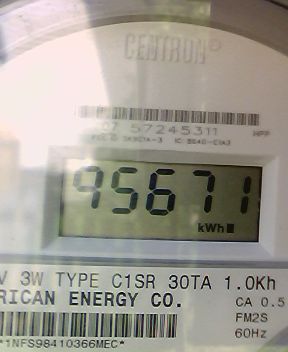 CENTRON®
57245311
HPP
95671
kWh
V 3W TYPE C1SR 30TA 1.0Kh
RICAN ENERGY CO.
CA 0.5
FM2S
60Hz
*1NFS98410366MEC*